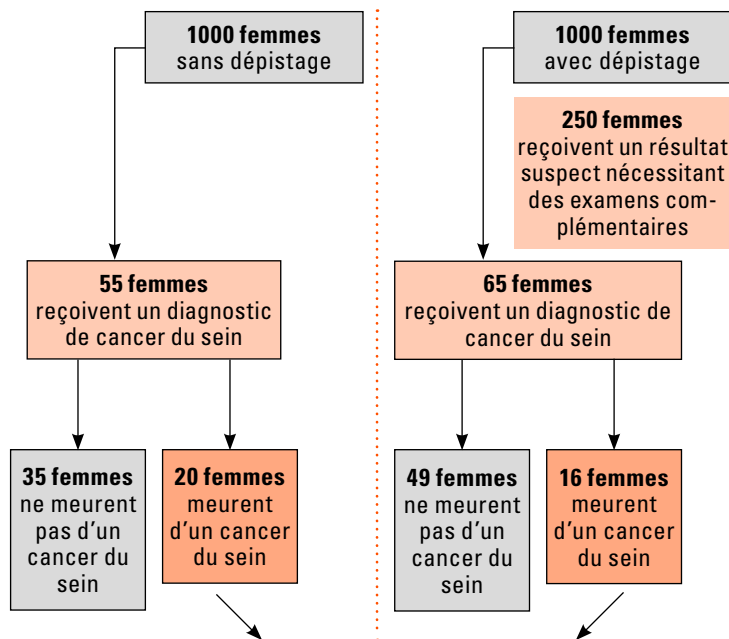 1000 femmes
sans dépistage
1000 femmes
avec dépistage
250 femmes
reçoivent un résultat
suspect nécessitant
des examens com-
plémentaires
55 femmes
reçoivent un diagnostic
de cancer du sein
65 femmes
reçoivent un diagnostic de
cancer du sein
35 femmes
ne meurent
pas d'un
cancer du
sein
20 femmes
meurent
d'un cancer
du sein
49 femmes
ne meurent
pas d'un
cancer du
sein
16 femmes
meurent
d'un cancer
du sein